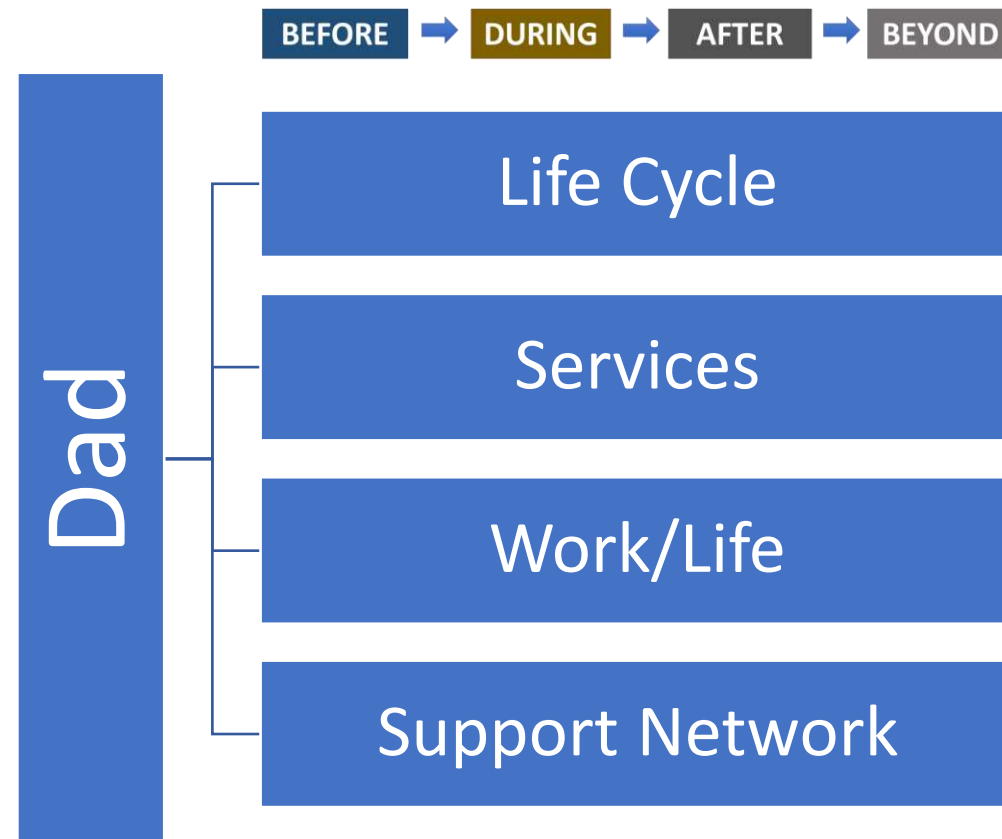 BEFORE DURING AFTER BEYOND
Dad
Life Cycle
Services
Work/Life
Support Network